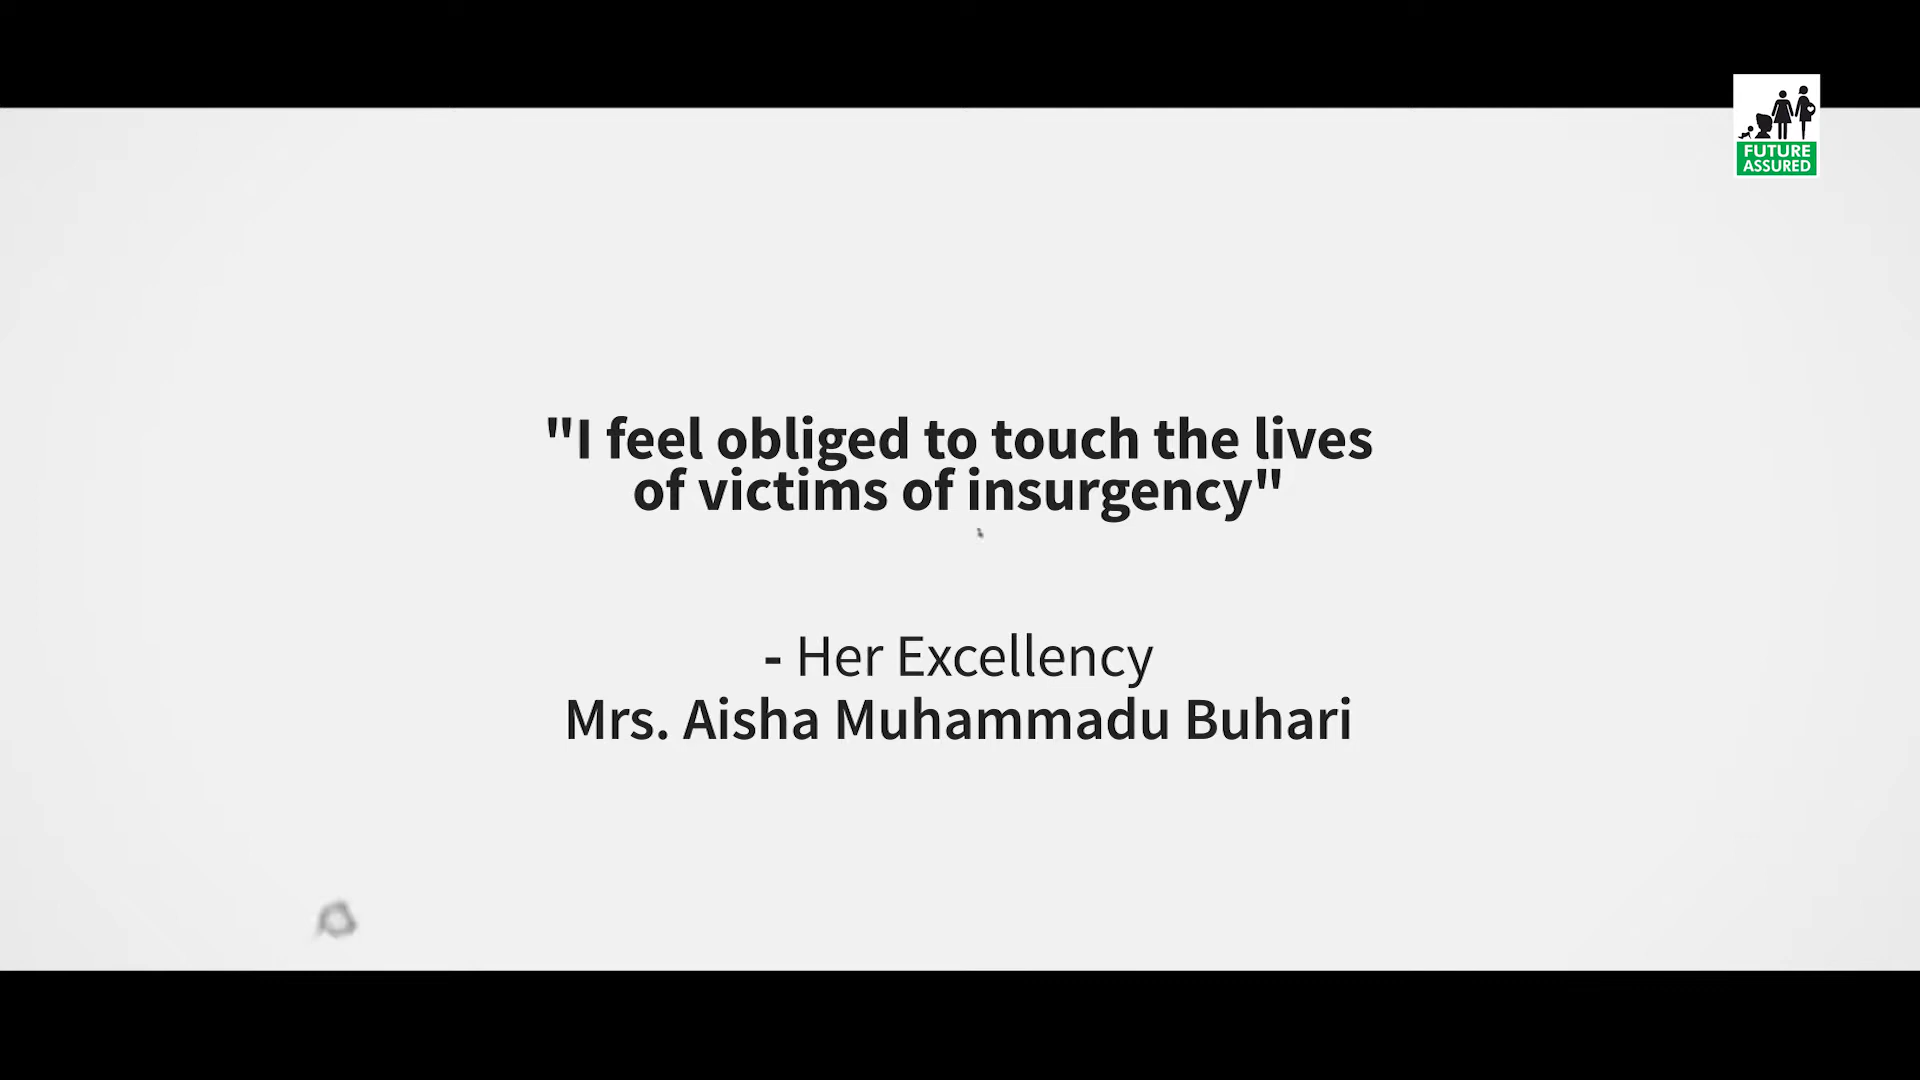 FUTURE
ASSURED
"I feel obliged to touch the lives
of victims of insurgency"
- Her Excellency
Mrs. Aisha Muhammadu Buhari